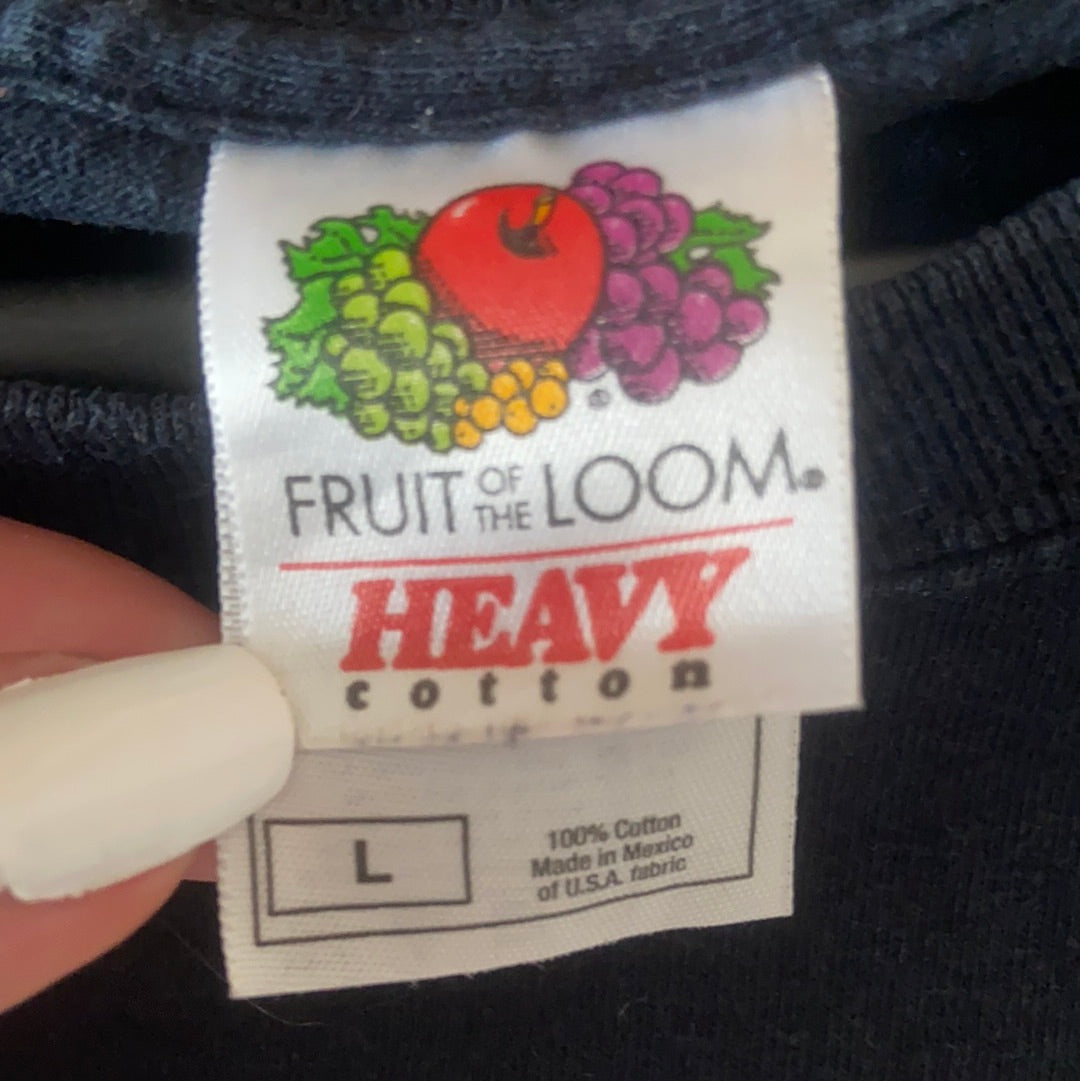 ®
FRUIT OF THE LOOM®
HEAVY
cotton
L
100% Cotton
Made in Mexico
of U.S.A. fabric